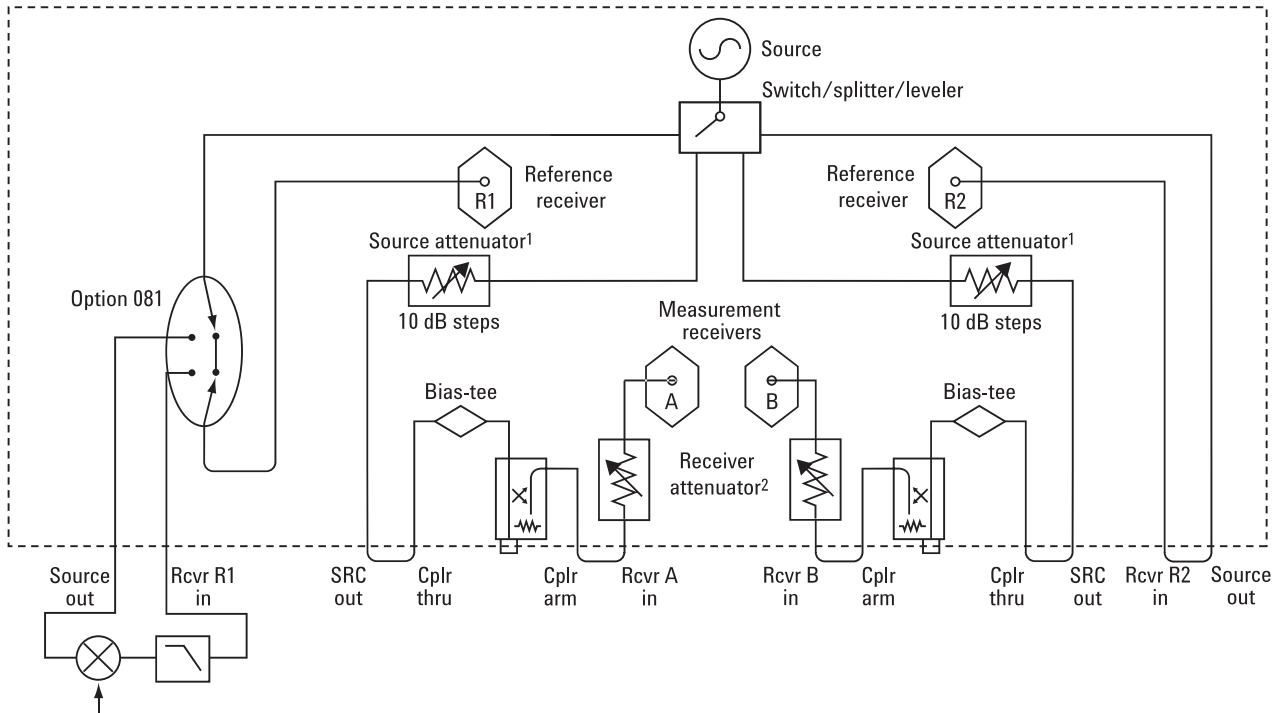 Source
Switch/splitter/leveler
Reference
receiver
R1
Reference
receiver
R2
Source attenuator¹
10 dB steps
Source attenuator¹
10 dB steps
Option 081
Measurement
receivers
A
B
Bias-tee
Bias-tee
Receiver
attenuator²
Source
out
Rcvr R1
in
SRC
out
Cplr
thru
Cplr
arm
Rcvr A
in
Rcvr B
in
Cplr
arm
Cplr
thru
SRC
out
Rcvr R2
in
Source
out